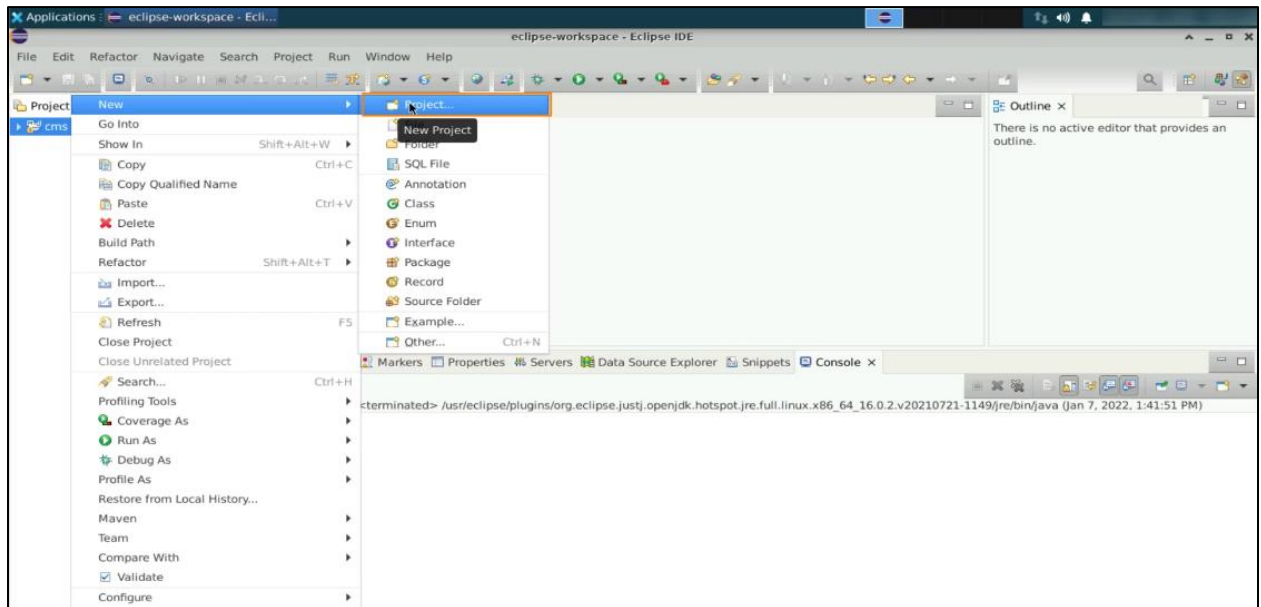 Applications eclipse-workspace - Ecli...
eclipse-workspace - Eclipse IDE
File Edit Refactor Navigate Search Project Run Window Help
Project
cms
New
Go Into
Show In Shift+Alt+W
Copy Ctrl+C
Copy Qualified Name
Paste Ctrl+V
Delete
Build Path
Refactor Shift+Alt+T
Import...
Export...
Refresh F5
Close Project
Close Unrelated Project
Search... Ctrl+H
Profiling Tools
Coverage As
Run As
Debug As
Profile As
Restore from Local History...
Maven
Team
Compare With
Validate
Configure
Project...
New Project
Folder
SQL File
Annotation
Class
Enum
Interface
Package
Record
Source Folder
Example...
Other... Ctrl+N
Outline
There is no active editor that provides an
outline.
Markers Properties Servers Data Source Explorer Snippets Console
<terminated> /usr/eclipse/plugins/org.eclipse.justj.openjdk.hotspot.jre.full.linux.x86_64_16.0.2.v20210721-1149/jre/bin/java (Jan 7, 2022, 1:41:51 PM)